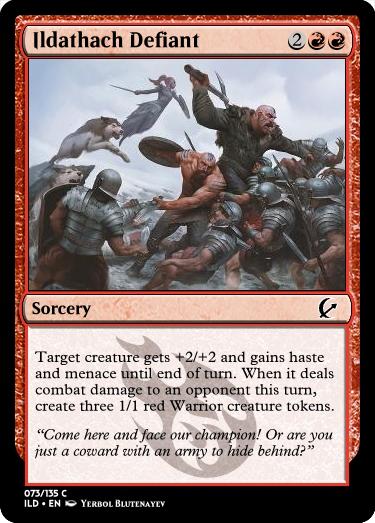 Ildathach Defiant
2
Sorcery
Target creature gets +2/+2 and gains haste
and menace until end of turn. When it deals
combat damage to an opponent this turn,
create three 1/1 red Warrior creature tokens.
“Come here and face our champion! Or are you
just a coward with an army to hide behind?”
073/135 C
ILD • EN Yerbol Blutenayev